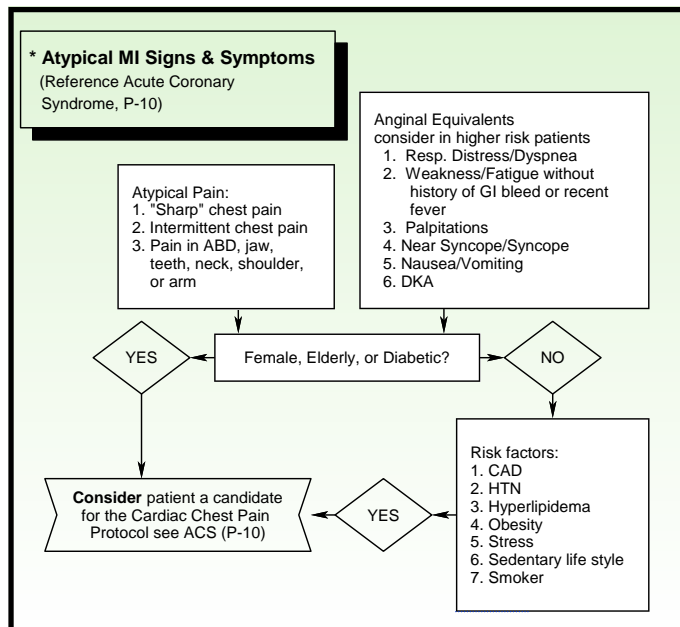 * Atypical MI Signs & Symptoms
(Reference Acute Coronary
Syndrome, P-10)
Anginal Equivalents
consider in higher risk patients
1. Resp. Distress/Dyspnea
2. Weakness/Fatigue without
history of GI bleed or recent
fever
3. Palpitations
4. Near Syncope/Syncope
5. Nausea/Vomiting
6. DKA
Atypical Pain:
1. "Sharp" chest pain
2. Intermittent chest pain
3. Pain in ABD, jaw,
teeth, neck, shoulder,
or arm
YES
Female, Elderly, or Diabetic?
NO
Risk factors:
1. CAD
2. HTN
3. Hyperlipidema
4. Obesity
5. Stress
6. Sedentary life style
7. Smoker
YES
Consider patient a candidate
for the Cardiac Chest Pain
Protocol see ACS (P-10)